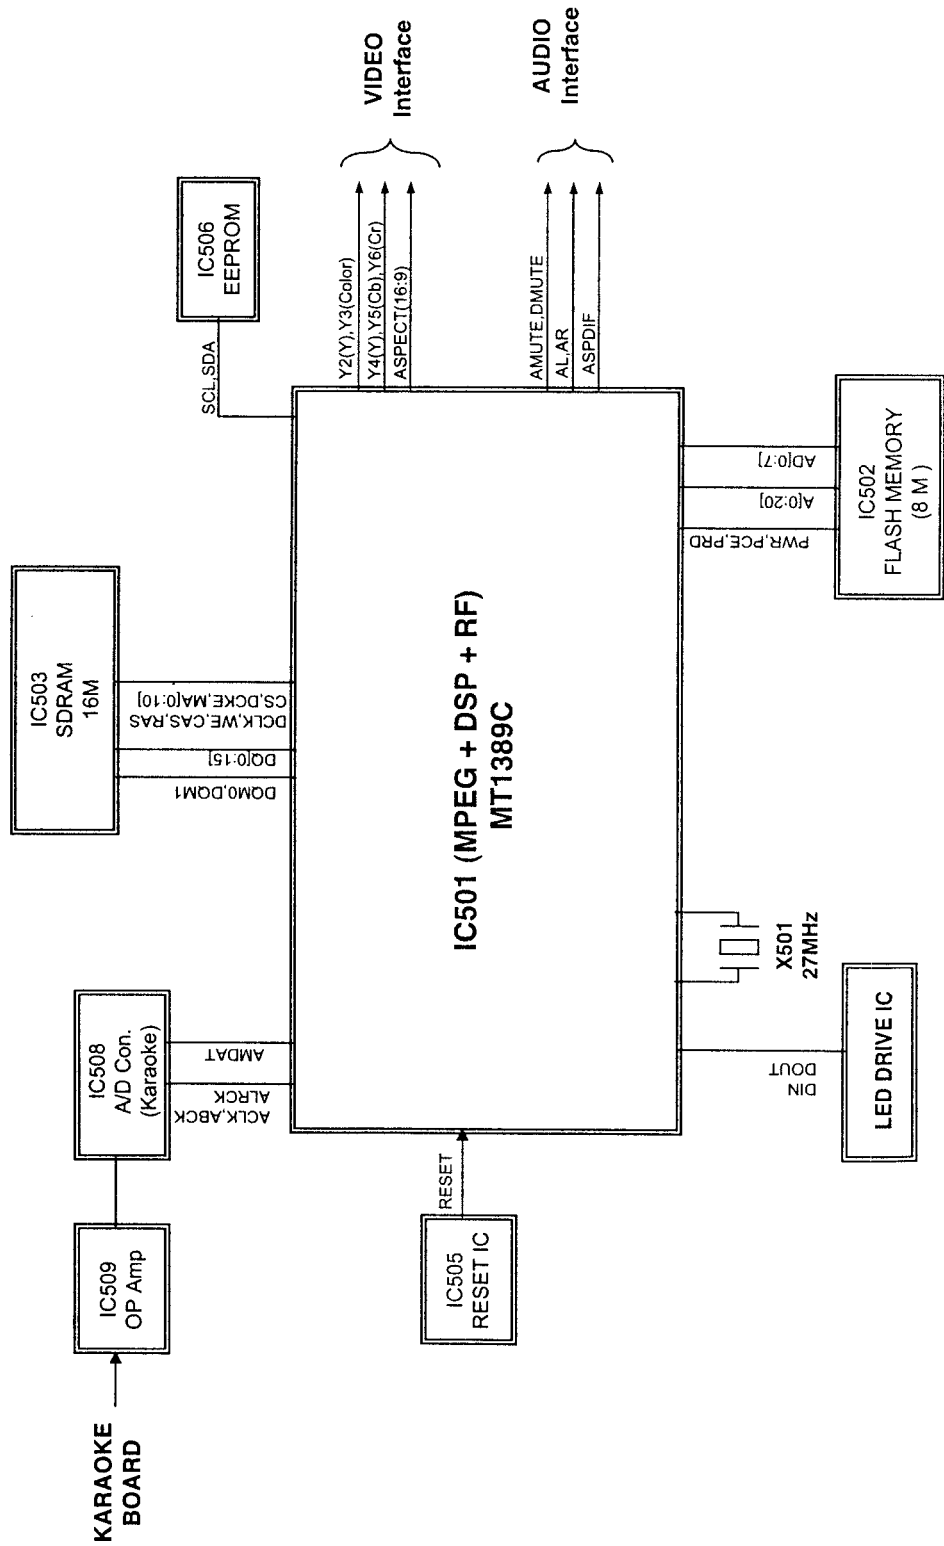 KARAOKE
BOARD
IC509
OP Amp
IC508
A/D Con.
(Karaoke)
ACLK,ABCK
ALRCK
AMDAT
IC503
SDRAM
16M
DQM0,DQM1
DQ[0:15]
DCLK,WE,CAS,RAS
CS,DCKE,MA[0:10]
IC506
EEPROM
SCL,SDA
IC505
RESET IC
RESET
IC501 (MPEG + DSP + RF)
MT1389C
Y2(Y),Y3(Color)
Y4(Y),Y5(Cb),Y6(Cr)
ASPECT(16:9)
VIDEO
Interface
AMUTE,DMUTE
AL,AR
ASPDIF
AUDIO
Interface
DIN
DOUT
LED DRIVE IC
X501
27MHz
PWR,PCE,PRD
A[0:20]
AD[0:7]
IC502
FLASH MEMORY
(8 M )